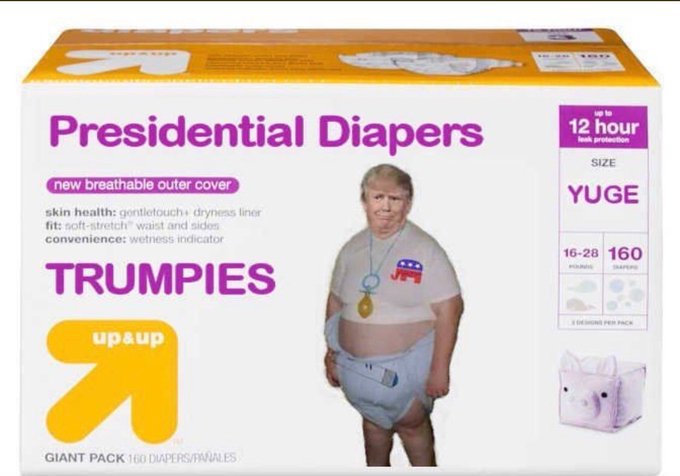 Presidential Diapers
new breathable outer cover
skin health: gentletouch+ dryness liner
fit: soft-stretch™ waist and sides
convenience: wetness indicator
TRUMPIES
up&up
GIANT PACK 160 DIAPERS/PAÑALES
up to
12 hour
leak protection
SIZE
YUGE
16-28 160
POUNDS DIAPERS
2 DESIGNS PER PACK